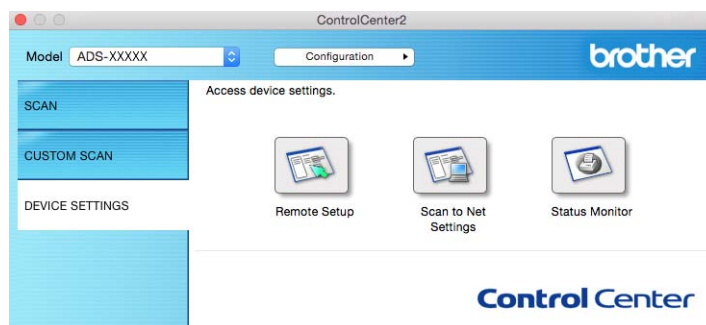 ControlCenter2
Model ADS-XXXXX Configuration brother
Access device settings.
SCAN
CUSTOM SCAN
DEVICE SETTINGS
Remote Setup
Scan to Net
Settings
Status Monitor
Control Center